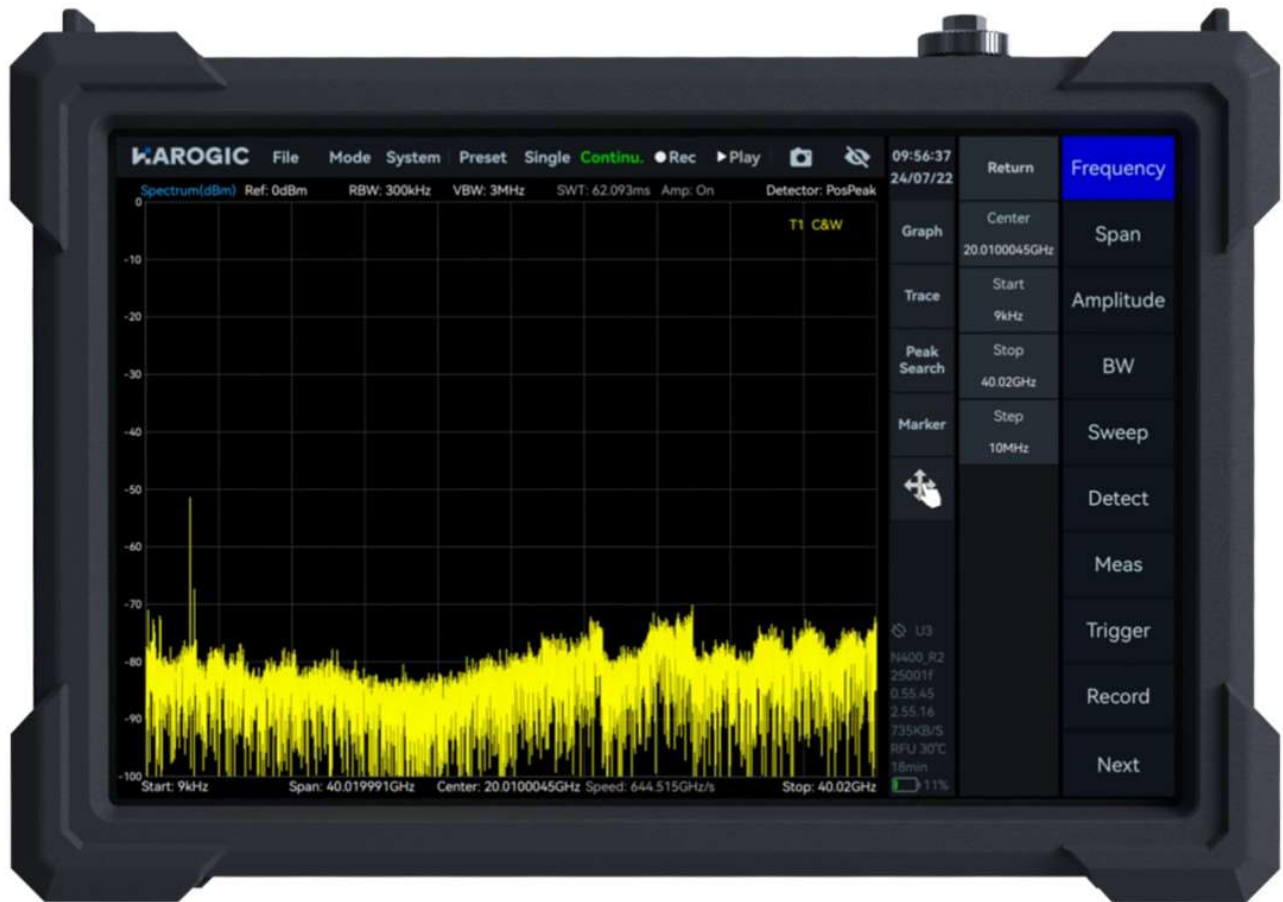 HAROGIC File Mode System Preset Single Continu. Rec Play
Spectrum(dBm) Ref: 0dBm RBW: 300kHz VBW: 3MHz SWT: 62.093ms Amp: On Detector: PosPeak
T1 C&W
0
-10
-20
-30
-40
-50
-60
-70
-80
-90
-100
Start: 9kHz Span: 40.019991GHz Center: 20.0100045GHz Speed: 644.515GHz/s Stop: 40.02GHz
09:56:37
24/07/22
Graph
Trace
Peak
Search
Marker
U3
N400_R2
25001f
0.55.45
2.55.16
735KB/S
RFU 30°C
18min
11%
Return
Center
20.0100045GHz
Start
9kHz
Stop
40.02GHz
Step
10MHz
Frequency
Span
Amplitude
BW
Sweep
Detect
Meas
Trigger
Record
Next